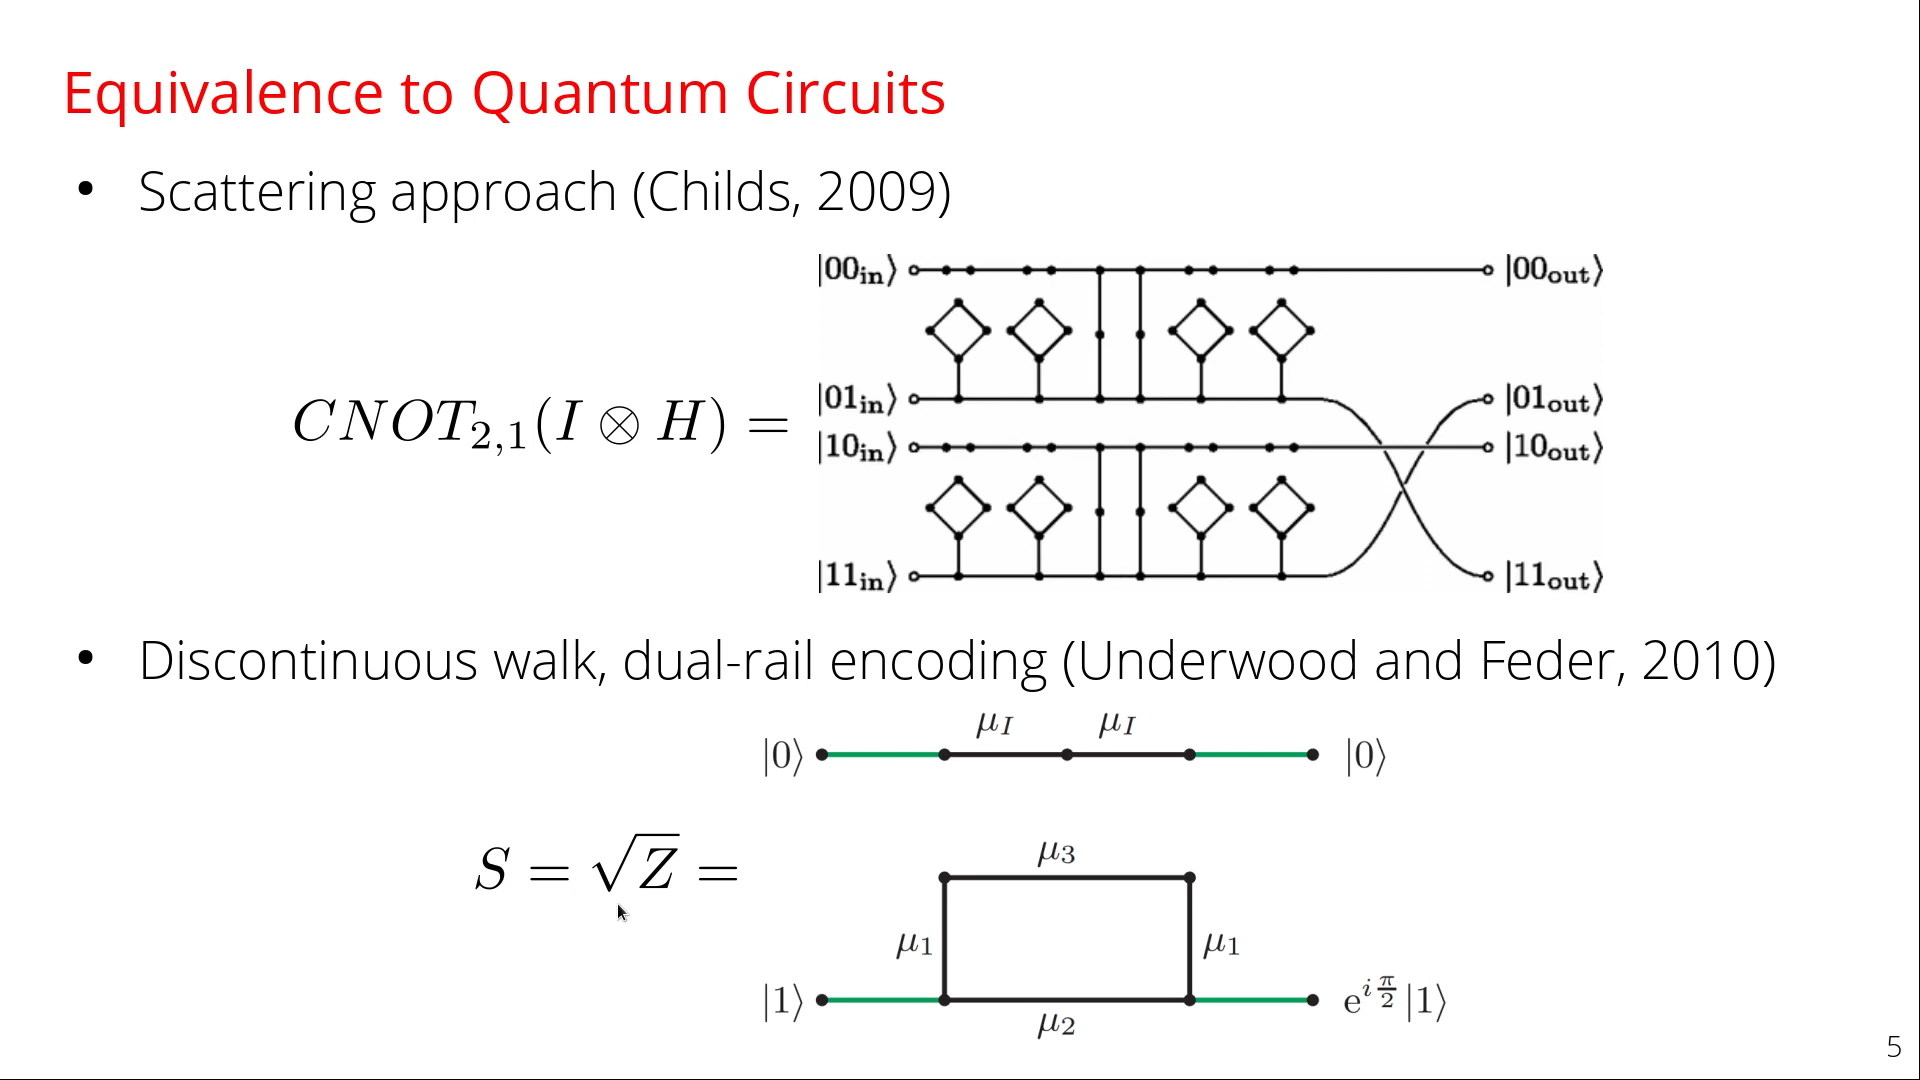 Equivalence to Quantum Circuits
• Scattering approach (Childs, 2009)
|00in⟩ |00out⟩
|01in⟩ |01out⟩
CNOT2,1(I ⊗ H) =
|10in⟩ |10out⟩
|11in⟩ |11out⟩
• Discontinuous walk, dual-rail encoding (Underwood and Feder, 2010)
μI μI
|0⟩ |0⟩
μ3
S = √Z =
μ1 μ1
|1⟩ e^{iπ/2}|1⟩
μ2
5